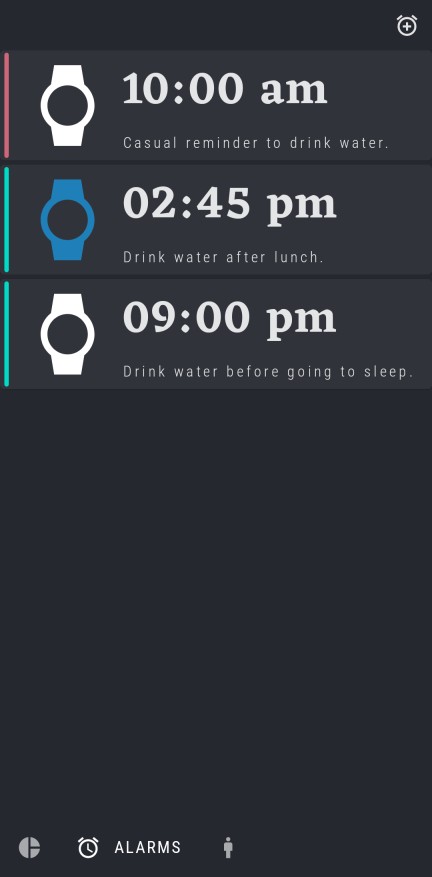 10:00 am
Casual reminder to drink water.
02:45 pm
Drink water after lunch.
09:00 pm
Drink water before going to sleep.
ALARMS